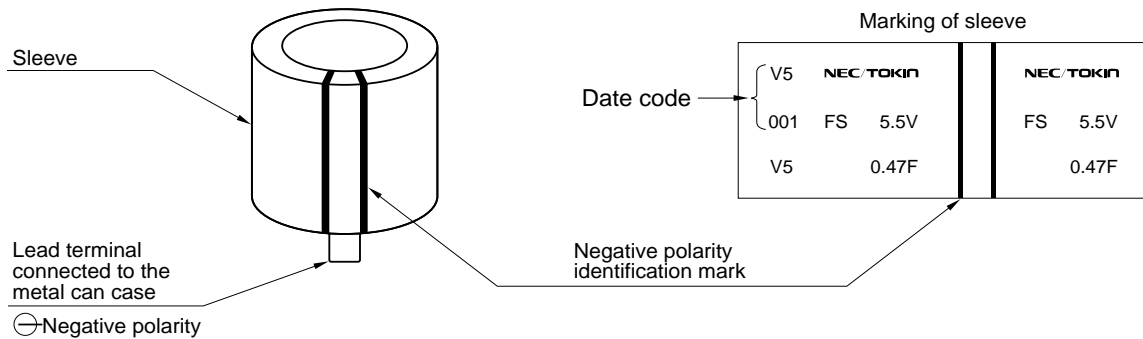 Marking of sleeve
Sleeve
V5 NEC/TOKIN NEC/TOKIN
Date code
001 FS 5.5V FS 5.5V
V5 0.47F 0.47F
Lead terminal
connected to the
metal can case
Negative polarity
identification mark
⊖Negative polarity